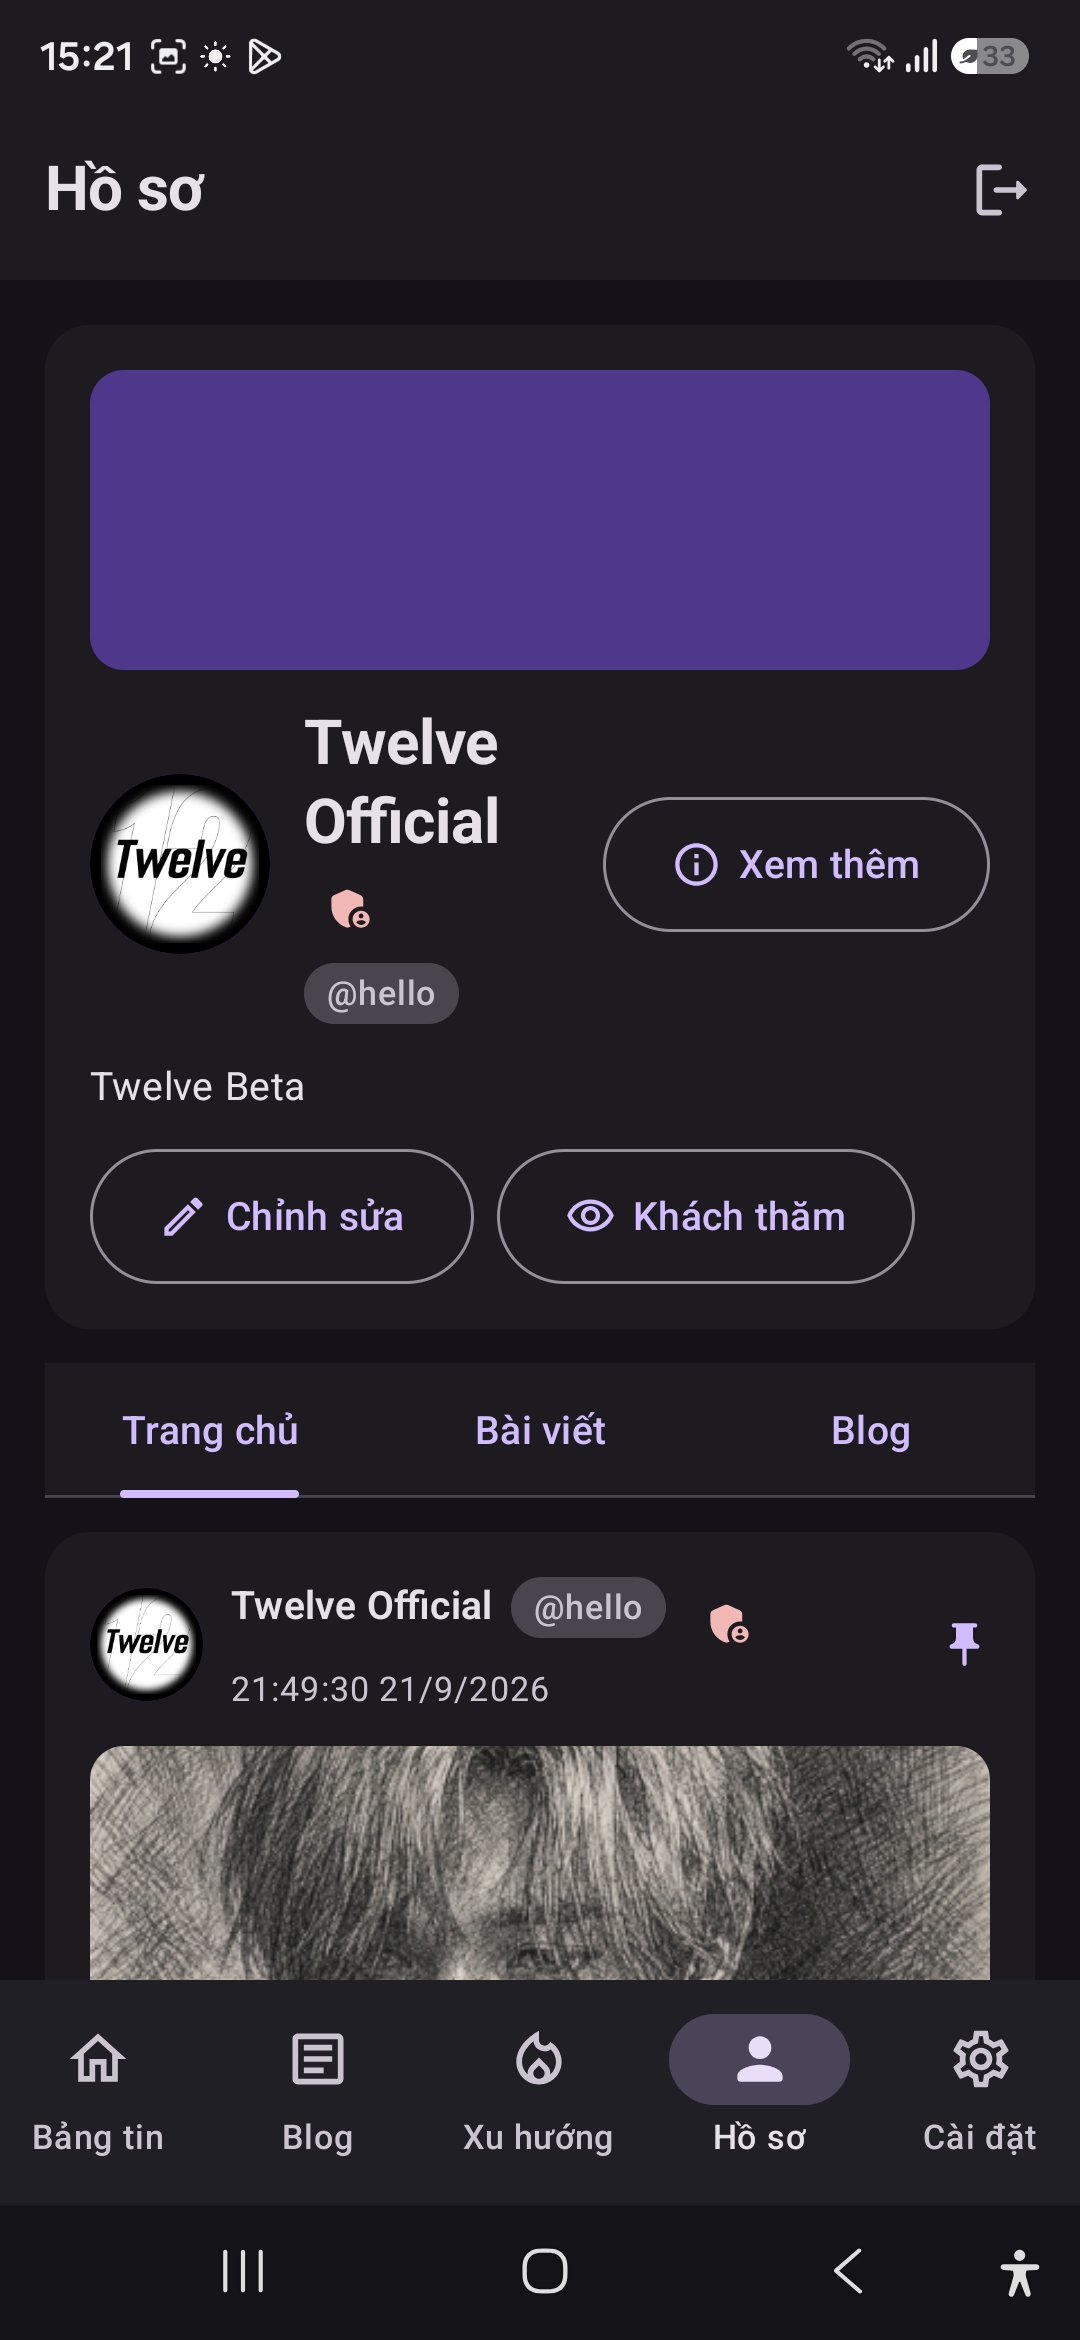 15:21
33
Hồ sơ
Twelve
Official
Twelve
Xem thêm
@hello
Twelve Beta
Chỉnh sửa
Khách thăm
Trang chủ
Bài viết
Blog
Twelve
Twelve Official @hello
21:49:30 21/9/2026
Bảng tin
Blog
Xu hướng
Hồ sơ
Cài đặt